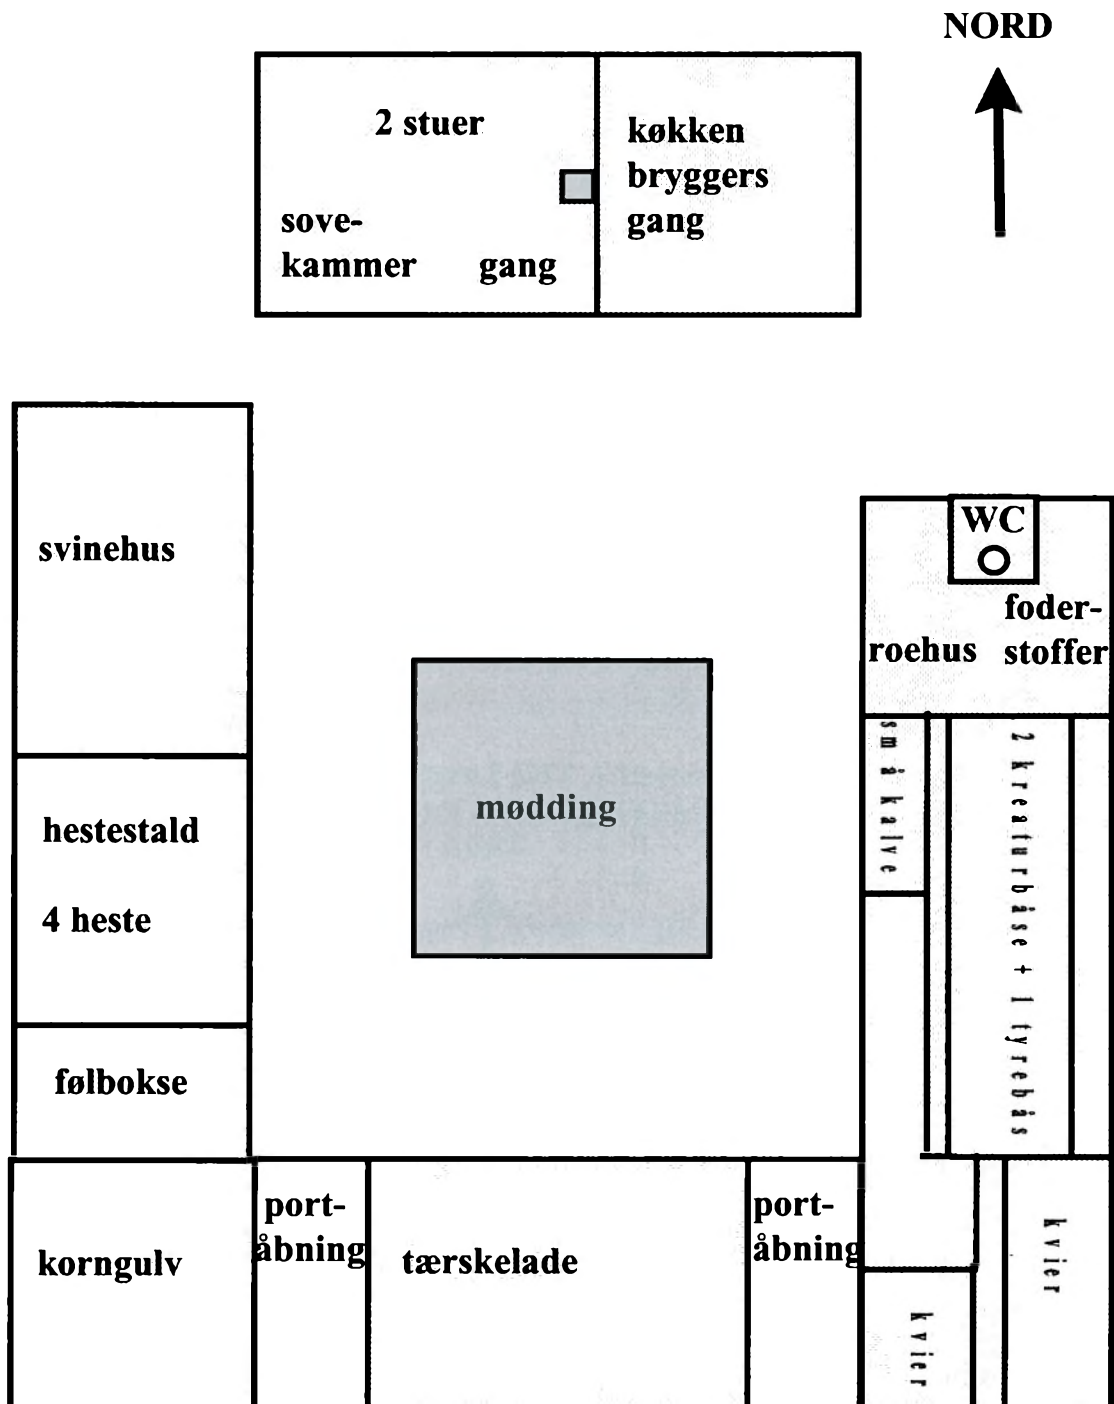 NORD
2 stuer
sove-
kammer gang
køkken
bryggers
gang
svinehus
hestestald
4 heste
følbokse
korngulv
port-
åbning
tærskelade
port-
åbning
mødding
WC
foder-
roehus stoffer
små kalve
2 kreaturbåse + 1 tyrebås
kvier
kvier